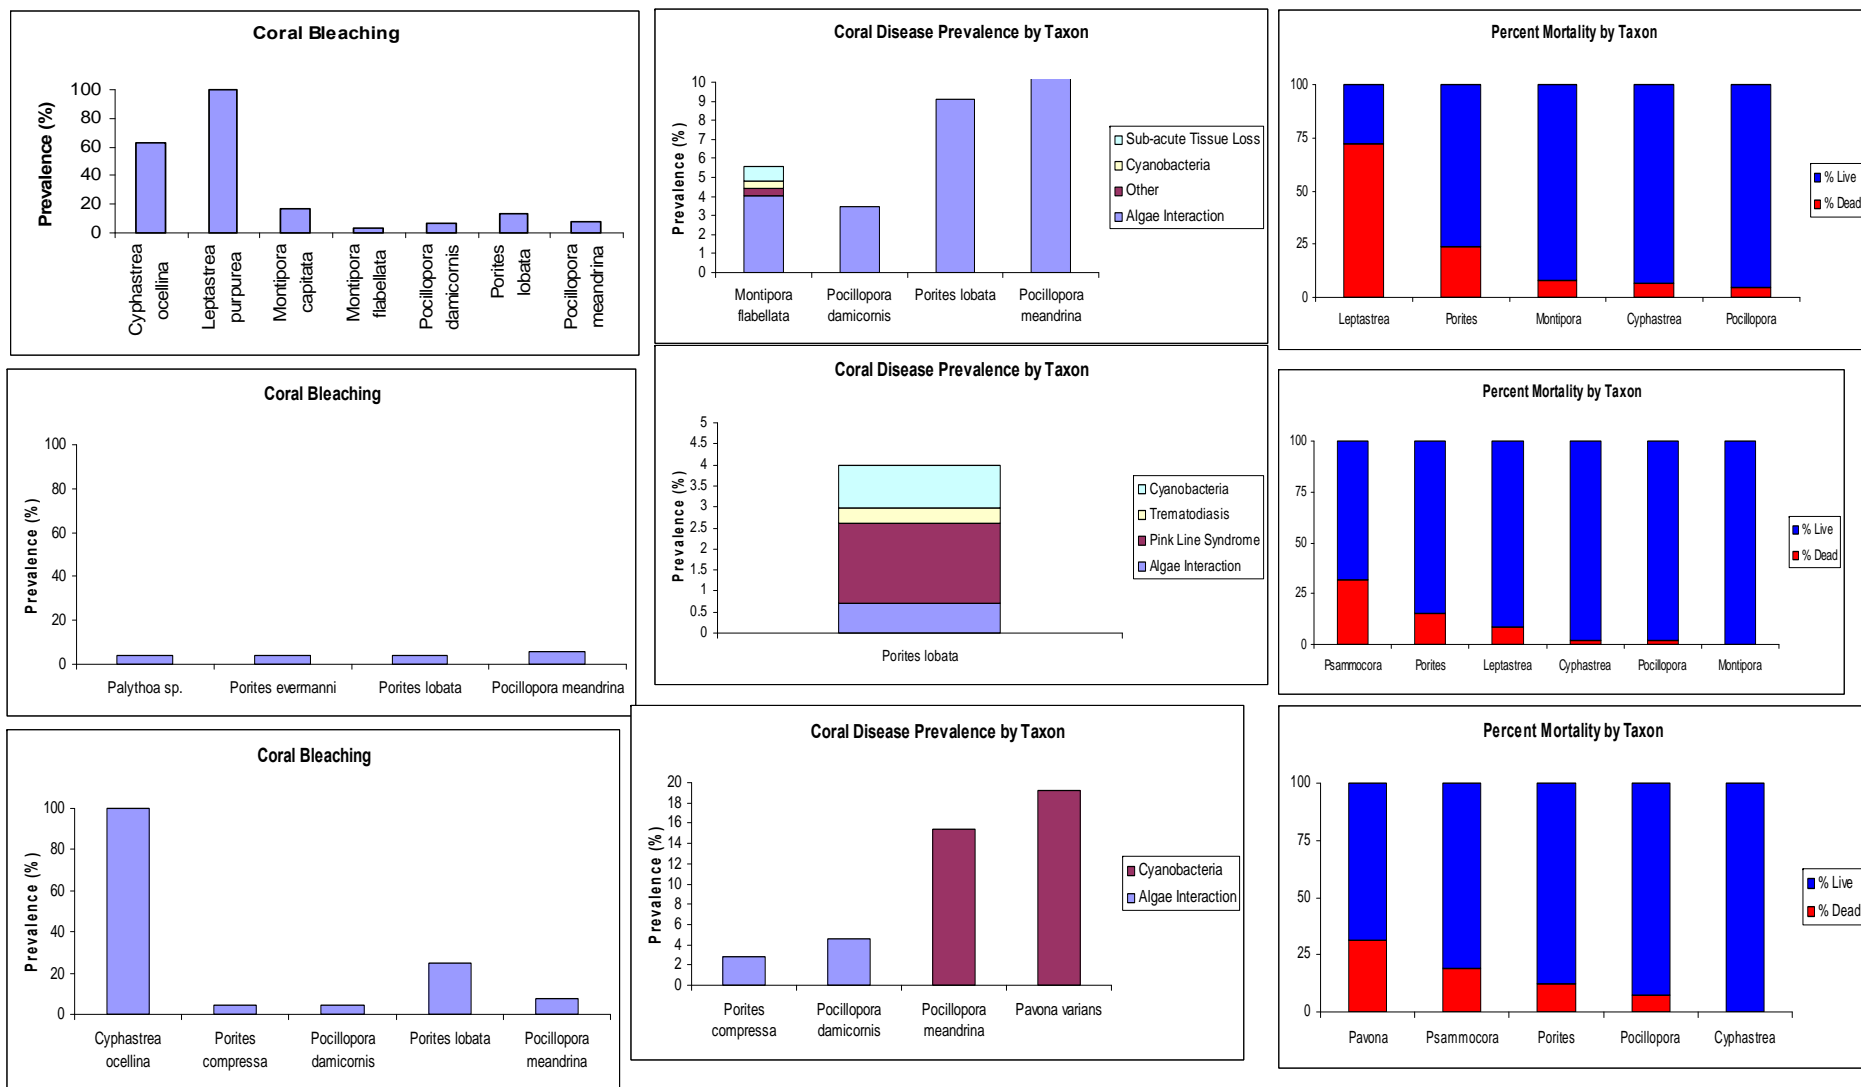 Coral Bleaching
Prevalence (%)
100
80
60
40
20
0
Cyphastrea
ocellina
Leptastrea
purpurea
Montipora
capitata
Montipora
flabellata
Pocillopora
damicornis
Porites
lobata
Pocillopora
meandrina
Coral Disease Prevalence by Taxon
Prevalence (%)
10
9
8
7
6
5
4
3
2
1
0
Montipora
flabellata
Pocillopora
damicornis
Porites lobata
Pocillopora
meandrina
Sub-acute Tissue Loss
Cyanobacteria
Other
Algae Interaction
Percent Mortality by Taxon
100
75
50
25
0
Leptastrea
Porites
Montipora
Cyphastrea
Pocillopora
% Live
% Dead
Coral Bleaching
Prevalence (%)
100
80
60
40
20
0
Palythoa sp.
Porites evermanni
Porites lobata
Pocillopora meandrina
Coral Disease Prevalence by Taxon
Prevalence (%)
5
4.5
4
3.5
3
2.5
2
1.5
1
0.5
0
Porites lobata
Cyanobacteria
Trematodiasis
Pink Line Syndrome
Algae Interaction
Percent Mortality by Taxon
100
75
50
25
0
Psammocora
Porites
Leptastrea
Cyphastrea
Pocillopora
Montipora
% Live
% Dead
Coral Bleaching
Prevalence (%)
100
80
60
40
20
0
Cyphastrea
ocellina
Porites
compressa
Pocillopora
damicornis
Porites lobata
Pocillopora
meandrina
Coral Disease Prevalence by Taxon
Prevalence (%)
20
18
16
14
12
10
8
6
4
2
0
Porites
compressa
Pocillopora
damicornis
Pocillopora
meandrina
Pavona varians
Cyanobacteria
Algae Interaction
Percent Mortality by Taxon
100
75
50
25
0
Pavona
Psammocora
Porites
Pocillopora
Cyphastrea
% Live
% Dead